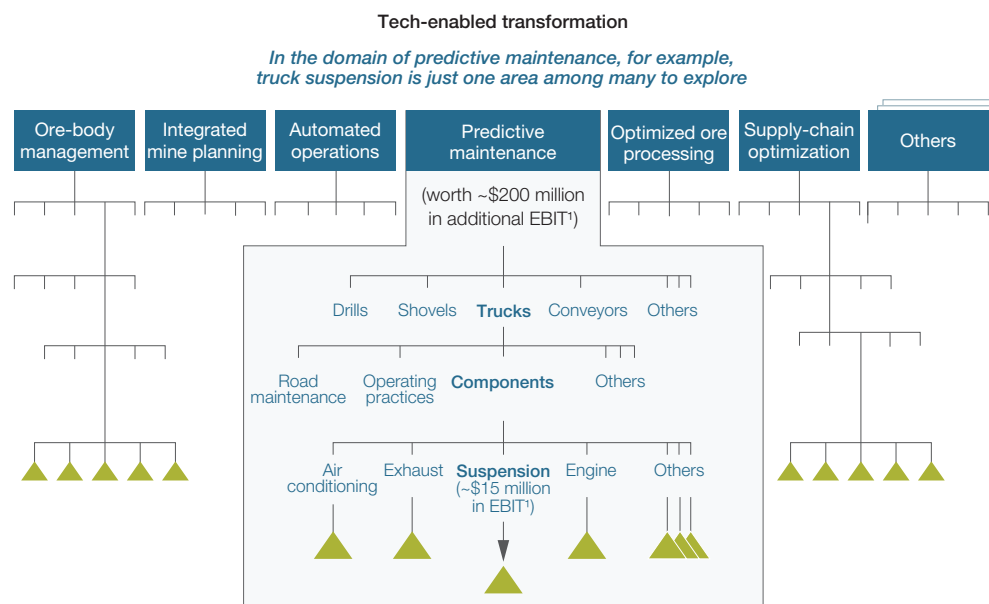 Tech-enabled transformation
In the domain of predictive maintenance, for example,
truck suspension is just one area among many to explore
Ore-body
management
Integrated
mine planning
Automated
operations
Predictive
maintenance
Optimized ore
processing
Supply-chain
optimization
Others
(worth ~$200 million
in additional EBIT¹)
Drills
Shovels
Trucks
Conveyors
Others
Road
maintenance
Operating
practices
Components
Others
Air
conditioning
Exhaust
Suspension
(~$15 million
in EBIT¹)
Engine
Others